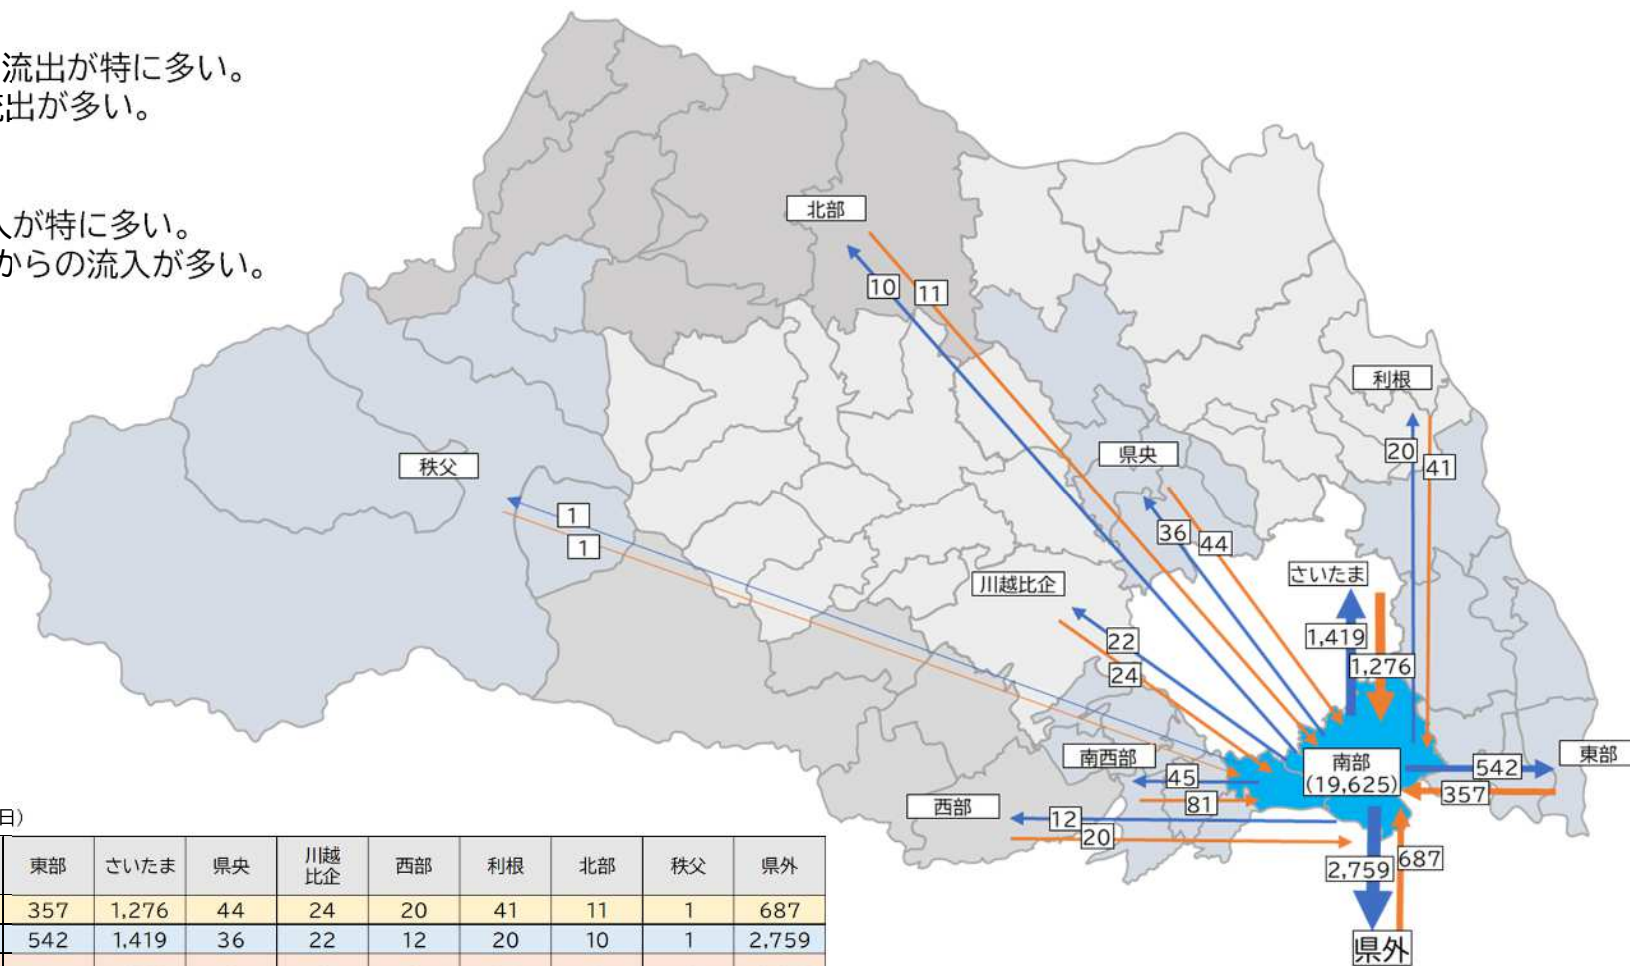 流出が特に多い。
流出が多い。
が特に多い。
からの流入が多い。
北部
10
11
利根
20
41
県央
36
44
秩父
1
1
川越比企
22
24
さいたま
1,419
1,276
南西部
45
81
南部
(19,625)
東部
542
357
西部
12
20
2,759
687
県外
日)
東部 さいたま 県央 川越比企 西部 利根 北部 秩父 県外
357 1,276 44 24 20 41 11 1 687
542 1,419 36 22 12 20 10 1 2,759